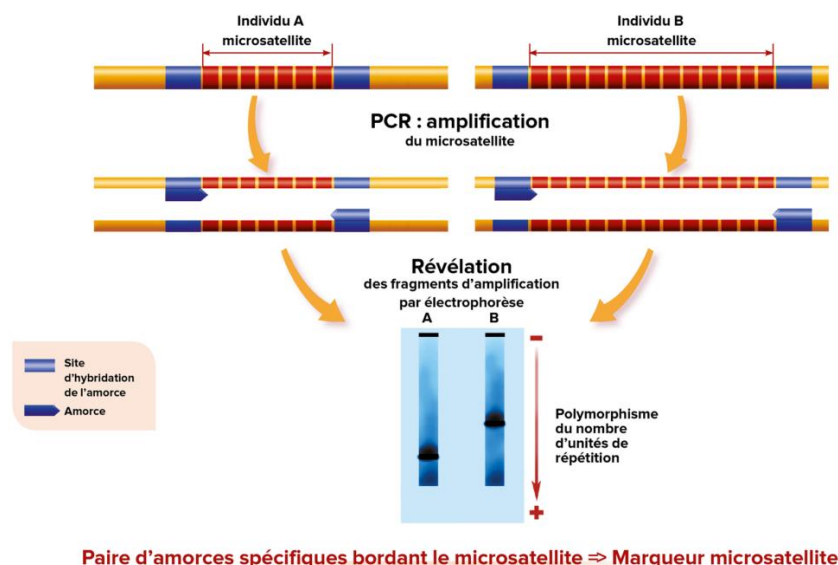 Individu A
microsatellite
Individu B
microsatellite
PCR : amplification
du microsatellite
Révélation
des fragments d’amplification
par électrophorèse
A B
-
Site
d’hybridation
de l’amorce
Amorce
Polymorphisme
du nombre
d’unités de
répétition
+
Paire d’amorces spécifiques bordant le microsatellite ⇒ Marqueur microsatellite